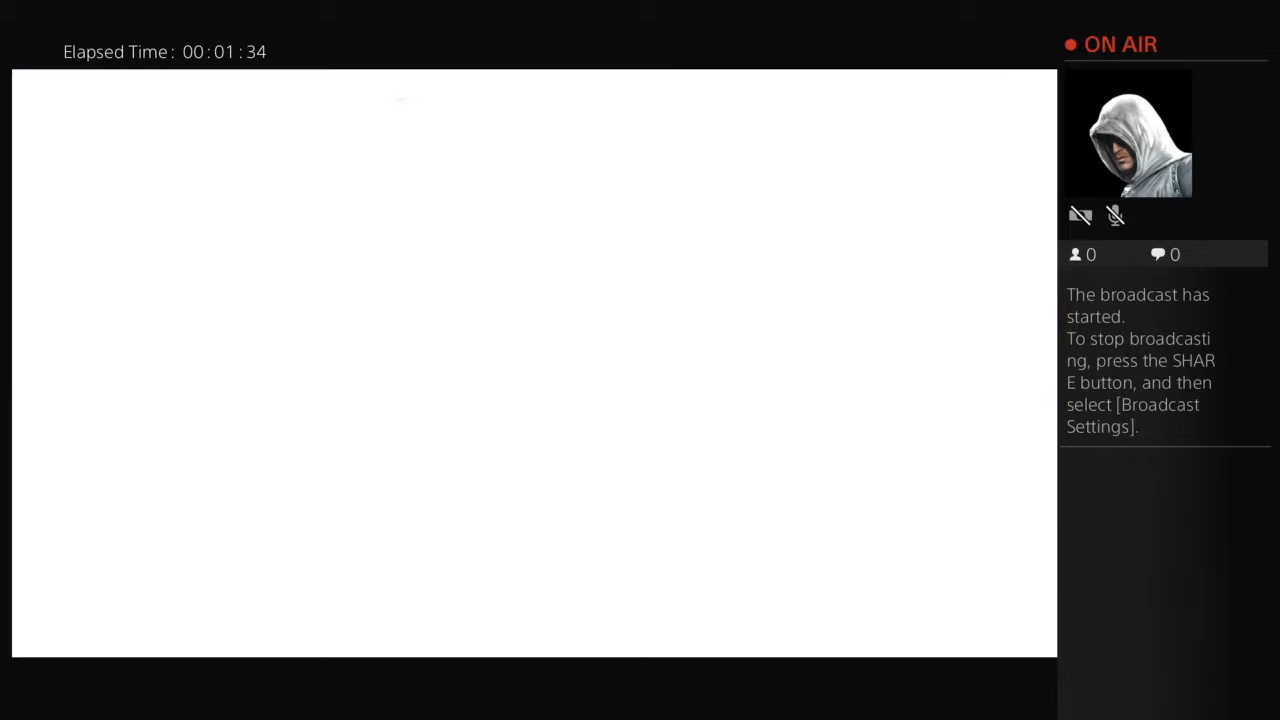 Elapsed Time: 00:01:34
ON AIR
0 0
The broadcast has
started.
To stop broadcasti
ng, press the SHAR
E button, and then
select [Broadcast
Settings].